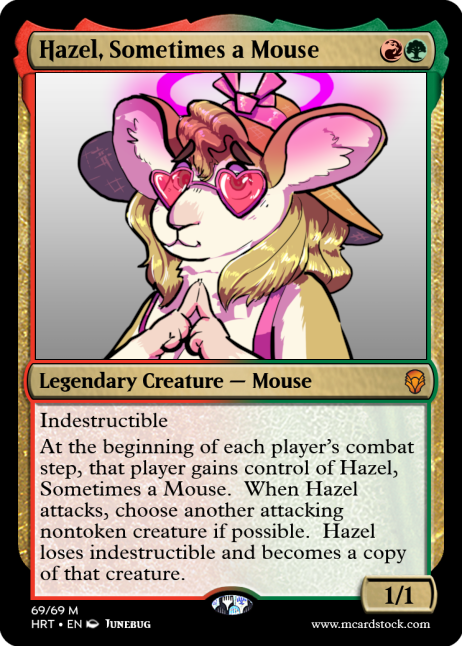 Hazel, Sometimes a Mouse
Legendary Creature — Mouse
Indestructible
At the beginning of each player's combat
step, that player gains control of Hazel,
Sometimes a Mouse.  When Hazel
attacks, choose another attacking
nontoken creature if possible.  Hazel
loses indestructible and becomes a copy
of that creature.
1/1
69/69 M
HRT • EN JUNEBUG
www.mcardstock.com